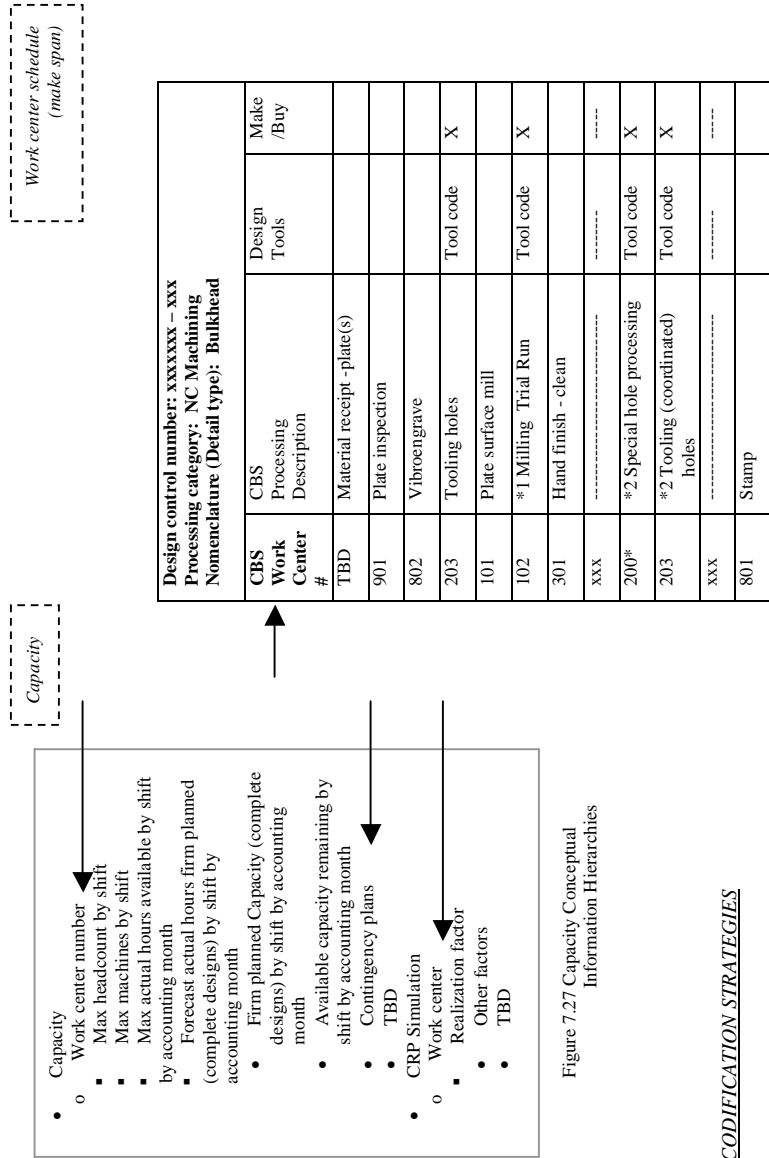 Capacity
Work center schedule
(make span)
• Capacity
o Work center number
▪ Max headcount by shift
▪ Max machines by shift
▪ Max actual hours available by shift
by accounting month
▪ Forecast actual hours firm planned
(complete designs) by shift by
accounting month
• Firm planned Capacity (complete
designs) by shift by accounting
month
• Available capacity remaining by
shift by accounting month
• Contingency plans
• TBD
• CRP Simulation
o Work center
▪ Realization factor
• Other factors
• TBD
Figure 7.27 Capacity Conceptual
Information Hierarchies
Design control number: xxxxxxx – xxx
Processing category: NC Machining
Nomenclature (Detail type): Bulkhead
CBS
Work
Center
#
CBS
Processing
Description
Design
Tools
Make
/Buy
TBD Material receipt -plate(s)
901 Plate inspection
802 Vibroengrave
203 Tooling holes Tool code X
101 Plate surface mill
102 *1 Milling Trial Run Tool code X
301 Hand finish - clean
xxx ------------------------------- --------- -----
200* *2 Special hole processing Tool code X
203 *2 Tooling (coordinated) Tool code X
holes
xxx ------------------------------- --------- -----
801 Stamp
CODIFICATION STRATEGIES